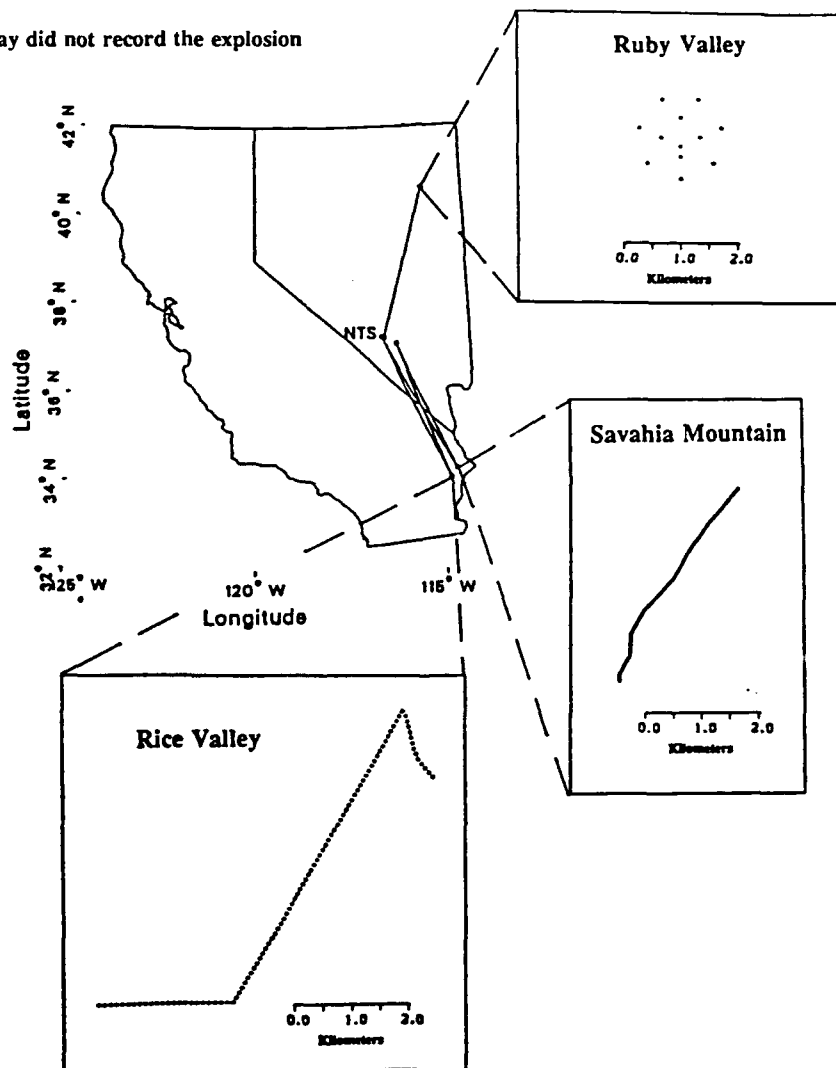 ay did not record the explosion
Ruby Valley
0.0 1.0 2.0
Kilometers
42° N
40° N
38° N
36° N
34° N
32° N
Latitude
NTS
125° W
120° W
115° W
Longitude
Savahia Mountain
0.0 1.0 2.0
Kilometers
Rice Valley
0.0 1.0 2.0
Kilometers